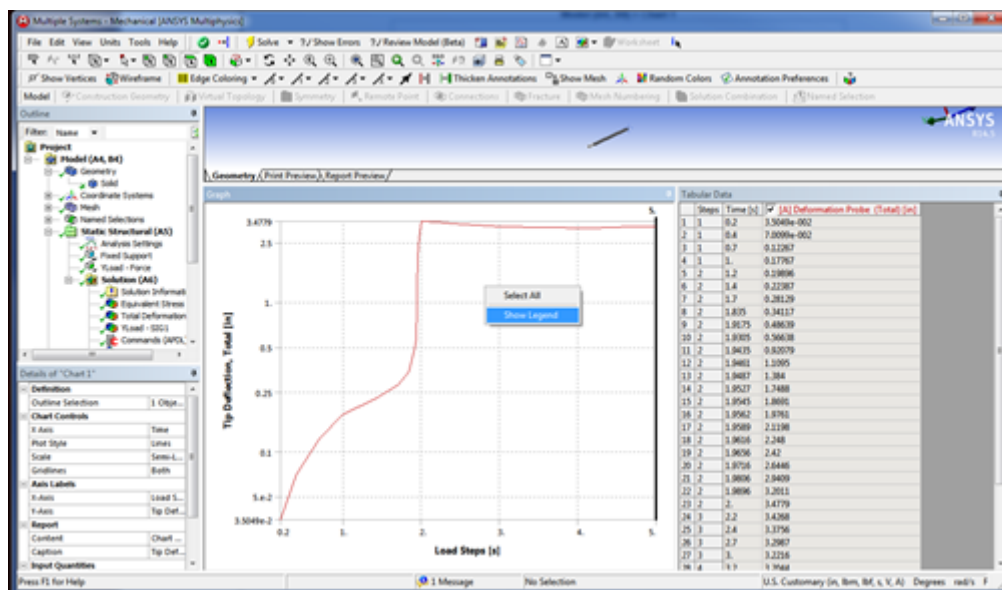 Multiple Systems - Mechanical [ANSYS Multiphysics]
File Edit View Units Tools Help Solve ?/ Show Errors ?/ Review Model (Beta) Worksheet
Show Vertices Wireframe Edge Coloring Thicken Annotations Show Mesh Random Colors Annotation Preferences
Model Construction Geometry Virtual Topology Symmetry Remote Point Connections Fracture Mesh Numbering Solution Combination Named Selection
Outline
Filter: Name
Project
Model (A4, B4)
Geometry
Solid
Coordinate Systems
Mesh
Named Selections
Static Structural (A5)
Analysis Settings
Fixed Support
YLoad - Force
Solution (A6)
Solution Informati
Equivalent Stress
Total Deformation
YLoad - SIG1
Commands (APDL
ANSYS
R14.5
Geometry Print Preview Report Preview
Details of "Chart 1"
Definition
Outline Selection 1 Obje...
Chart Controls
X Axis Time
Plot Style Lines
Scale Semi-L...
Gridlines Both
Axis Labels
X-Axis Load S...
Y-Axis Tip Def...
Report
Content Chart ...
Caption Tip Def...
Input Quantities
Graph
5.
3.4779
2.5
1.
0.5
0.25
0.1
5.e-2
3.5049e-2
Tip Deflection, Total [in]
0.2 1. 2. 3. 4. 5.
Load Steps [s]
Select All
Show Legend
Tabular Data
Steps Time [s] [A] Deformation Probe (Total) [in]
1 1 0.2 3.5049e-002
2 1 0.4 7.0099e-002
3 1 0.7 0.12267
4 1 1. 0.17767
5 2 1.2 0.19896
6 2 1.4 0.22387
7 2 1.7 0.28129
8 2 1.835 0.34117
9 2 1.9175 0.48639
10 2 1.9305 0.56638
11 2 1.9435 0.92079
12 2 1.9461 1.1095
13 2 1.9487 1.384
14 2 1.9527 1.7488
15 2 1.9545 1.8691
16 2 1.9562 1.9761
17 2 1.9589 2.1198
18 2 1.9616 2.248
19 2 1.9656 2.42
20 2 1.9716 2.6446
21 2 1.9806 2.9409
22 2 1.9896 3.2011
23 2 2. 3.4779
24 3 2.2 3.4268
25 3 2.4 3.3756
26 3 2.7 3.2987
27 3 3. 3.2216
28 4 3.2 3.2044
Press F1 for Help
1 Message
No Selection
U.S. Customary (in, lbm, lbf, s, V, A) Degrees rad/s F